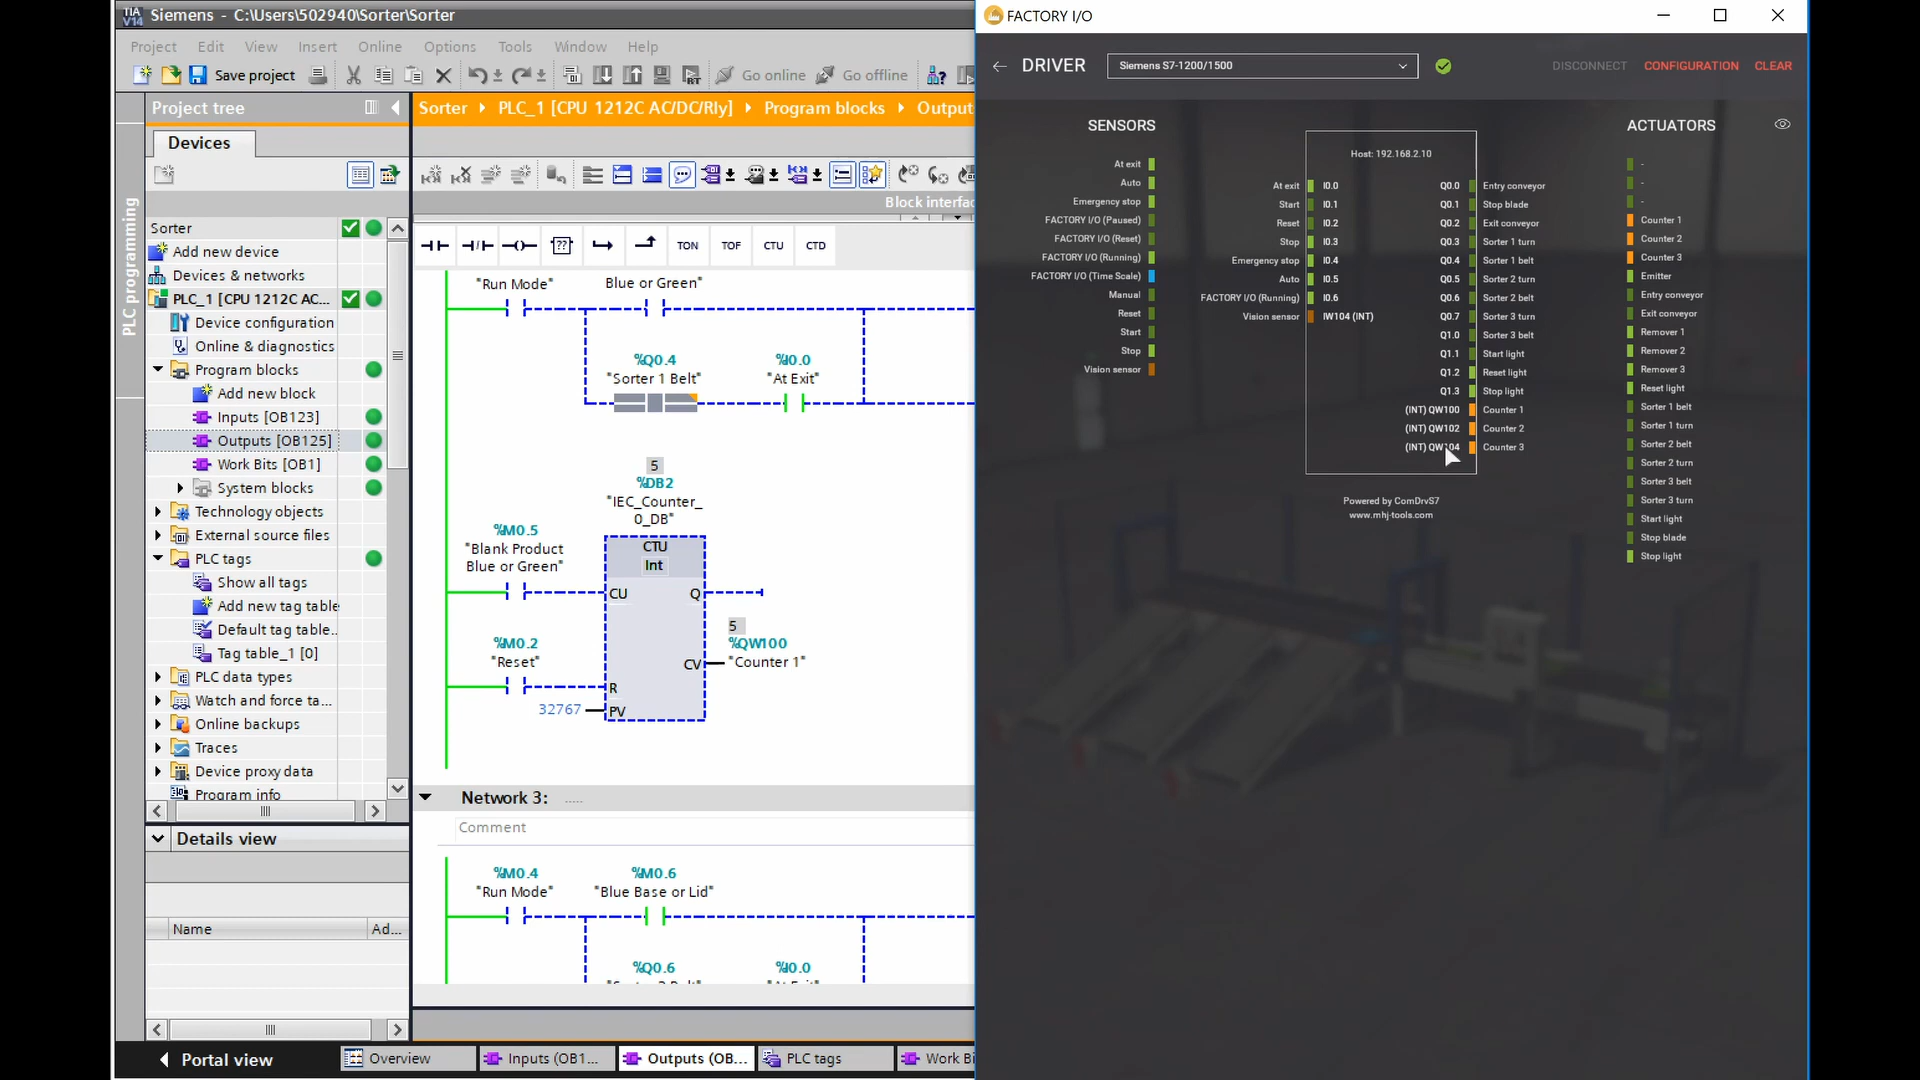 TIA V14 Siemens - C:\Users\502940\Sorter\Sorter
Project Edit View Insert Online Options Tools Window Help
Save project
Go online
Go offline
Project tree
Devices
PLC programming
Sorter
Add new device
Devices & networks
PLC_1 [CPU 1212C AC...
Device configuration
Online & diagnostics
Program blocks
Add new block
Inputs [OB123]
Outputs [OB125]
Work Bits [OB1]
System blocks
Technology objects
External source files
PLC tags
Show all tags
Add new tag table
Default tag table..
Tag table_1 [0]
PLC data types
Watch and force ta...
Online backups
Traces
Device proxy data
Program info
Details view
Name Ad...
Sorter PLC_1 [CPU 1212C AC/DC/Rly] Program blocks Output
Block interfac
??
TON TOF CTU CTD
"Run Mode"
Blue or Green"
%Q0.4
"Sorter 1 Belt"
%I0.0
"At Exit"
5
%DB2
"IEC_Counter_
0_DB"
%M0.5
"Blank Product
Blue or Green"
CTU
Int
CU Q
%M0.2
"Reset"
5
%QW100
CV "Counter 1"
R
32767 PV
Network 3: .....
Comment
%M0.4
"Run Mode"
%M0.6
"Blue Base or Lid"
%Q0.6
%I0.0
Portal view
Overview
Inputs (OB1...
Outputs (OB...
PLC tags
Work Bi
FACTORY I/O
DRIVER
Siemens S7-1200/1500
DISCONNECT CONFIGURATION CLEAR
SENSORS
At exit
Auto
Emergency stop
FACTORY I/O (Paused)
FACTORY I/O (Reset)
FACTORY I/O (Running)
FACTORY I/O (Time Scale)
Manual
Reset
Start
Stop
Vision sensor
Host: 192.168.2.10
At exit I0.0 Q0.0 Entry conveyor
Start I0.1 Q0.1 Stop blade
Reset I0.2 Q0.2 Exit conveyor
Stop I0.3 Q0.3 Sorter 1 turn
Emergency stop I0.4 Q0.4 Sorter 1 belt
Auto I0.5 Q0.5 Sorter 2 turn
FACTORY I/O (Running) I0.6 Q0.6 Sorter 2 belt
Vision sensor IW104 (INT) Q0.7 Sorter 3 turn
Q1.0 Sorter 3 belt
Q1.1 Start light
Q1.2 Reset light
Q1.3 Stop light
(INT) QW100 Counter 1
(INT) QW102 Counter 2
(INT) QW104 Counter 3
Powered by ComDrvS7
www.mhj-tools.com
ACTUATORS
-
-
-
Counter 1
Counter 2
Counter 3
Emitter
Entry conveyor
Exit conveyor
Remover 1
Remover 2
Remover 3
Reset light
Sorter 1 belt
Sorter 1 turn
Sorter 2 belt
Sorter 2 turn
Sorter 3 belt
Sorter 3 turn
Start light
Stop blade
Stop light